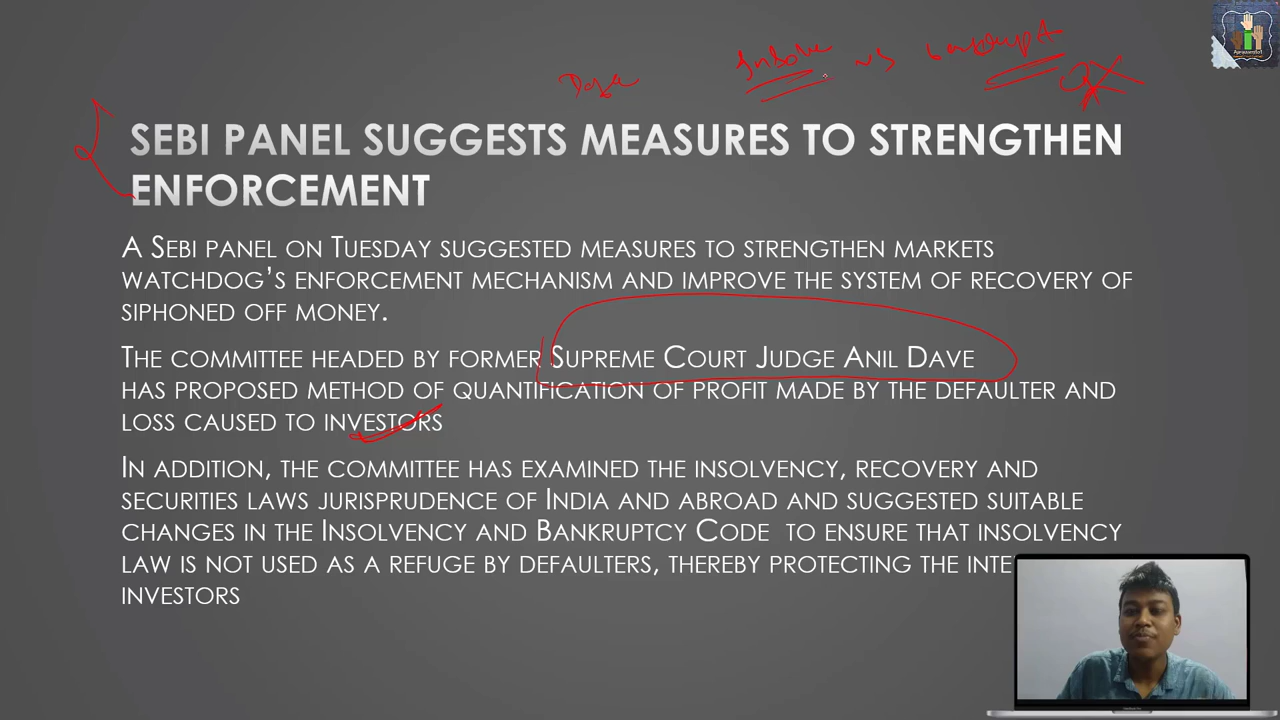 Insolve vs bankrupt
SEBI PANEL SUGGESTS MEASURES TO STRENGTHEN
ENFORCEMENT
A SEBI PANEL ON TUESDAY SUGGESTED MEASURES TO STRENGTHEN MARKETS
WATCHDOG'S ENFORCEMENT MECHANISM AND IMPROVE THE SYSTEM OF RECOVERY OF
SIPHONED OFF MONEY.
THE COMMITTEE HEADED BY FORMER SUPREME COURT JUDGE ANIL DAVE
HAS PROPOSED METHOD OF QUANTIFICATION OF PROFIT MADE BY THE DEFAULTER AND
LOSS CAUSED TO INVESTORS
IN ADDITION, THE COMMITTEE HAS EXAMINED THE INSOLVENCY, RECOVERY AND
SECURITIES LAWS JURISPRUDENCE OF INDIA AND ABROAD AND SUGGESTED SUITABLE
CHANGES IN THE INSOLVENCY AND BANKRUPTCY CODE TO ENSURE THAT INSOLVENCY
LAW IS NOT USED AS A REFUGE BY DEFAULTERS, THEREBY PROTECTING THE INTE
INVESTORS